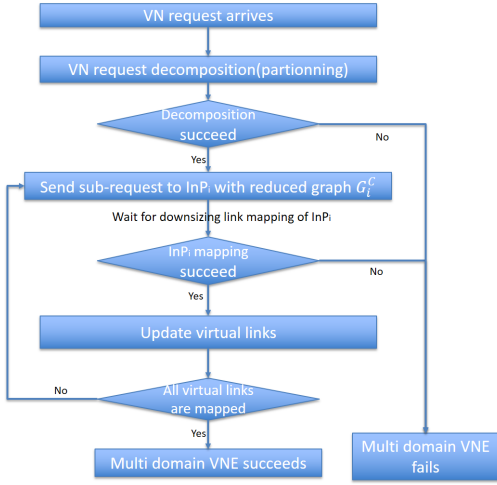 VN request arrives
VN request decomposition(partionning)
Decomposition
succeed
No
Yes
Send sub-request to InPᵢ with reduced graph Gᵢᶜ
Wait for downsizing link mapping of InPᵢ
InPᵢ mapping
succeed
No
Yes
Update virtual links
All virtual links
are mapped
No
Yes
Multi domain VNE succeeds
Multi domain VNE
fails